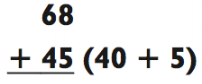 68
+ 45 (40 + 5)